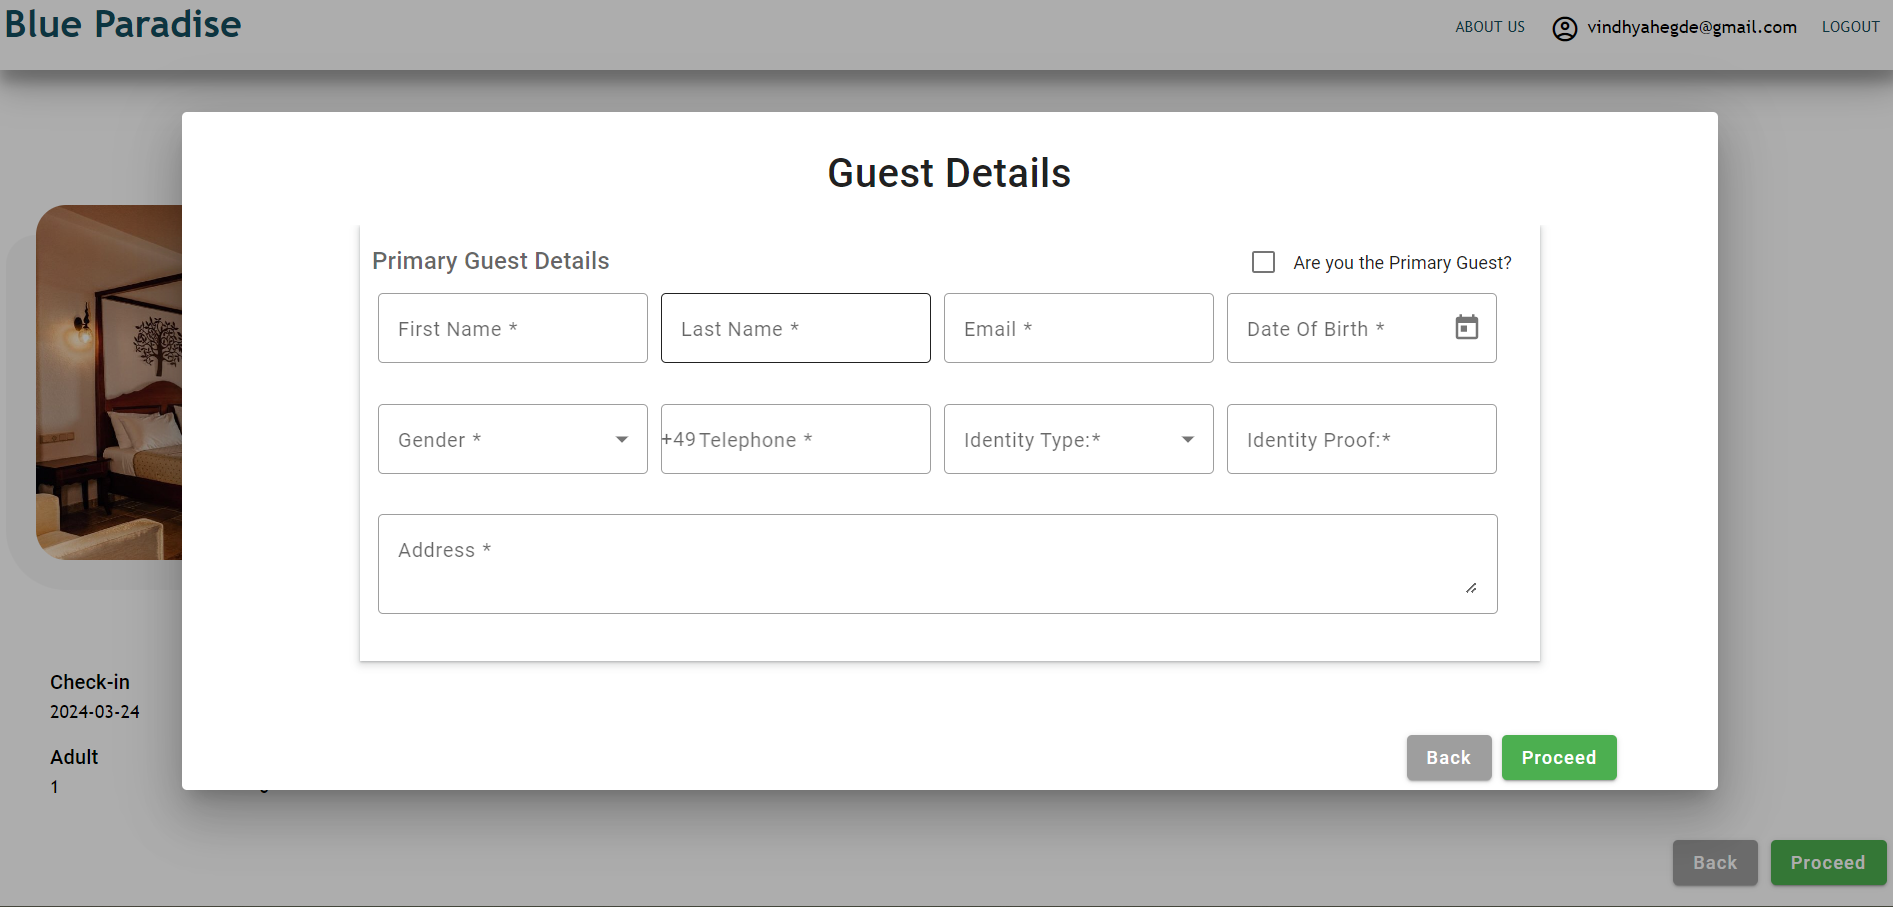 Blue Paradise
ABOUT US vindhyahegde@gmail.com LOGOUT
Guest Details
Primary Guest Details Are you the Primary Guest?
First Name * Last Name * Email * Date Of Birth *
Gender * +49 Telephone * Identity Type:* Identity Proof:*
Address *
Check-in
2024-03-24
Adult
1
Back Proceed
Back Proceed